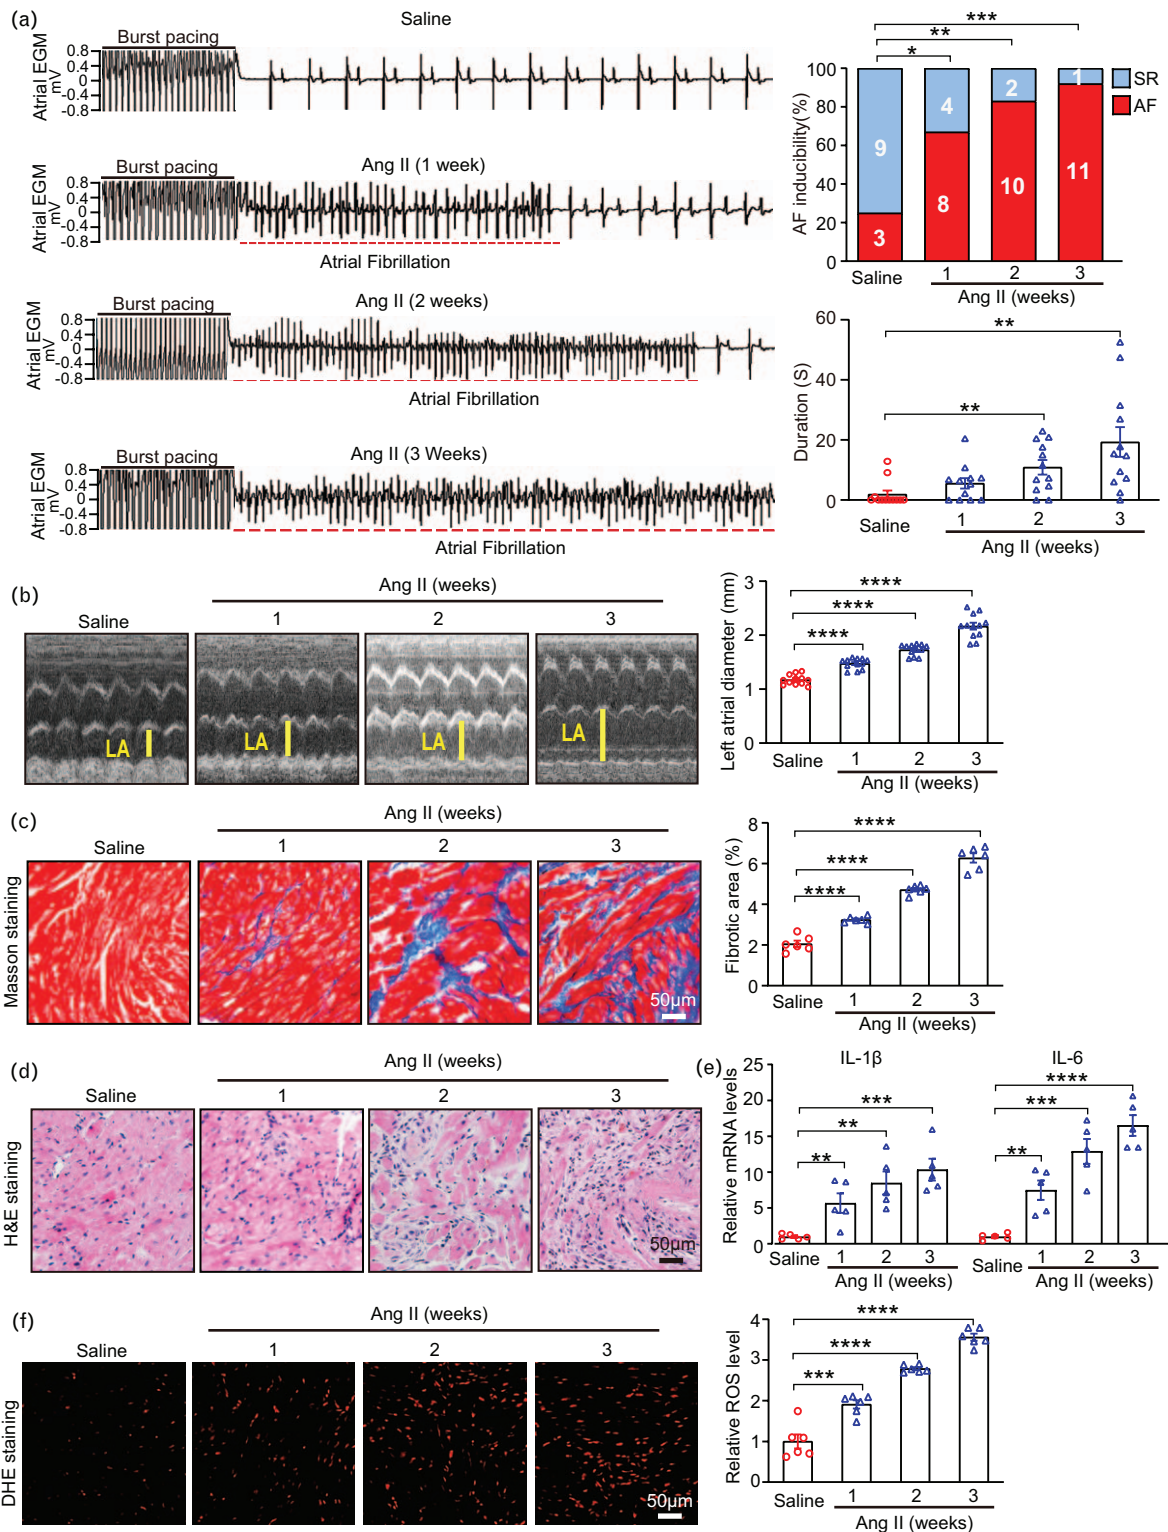 (a)
Saline
Burst pacing
Atrial EGM
mV
0.8
0.4
0
-0.4
-0.8
Ang II (1 week)
Burst pacing
Atrial EGM
mV
0.8
0.4
0
-0.4
-0.8
Atrial Fibrillation
Ang II (2 weeks)
Burst pacing
Atrial EGM
mV
0.8
0.4
0
-0.4
-0.8
Atrial Fibrillation
Ang II (3 Weeks)
Burst pacing
Atrial EGM
mV
0.8
0.4
0
-0.4
-0.8
Atrial Fibrillation
***
**
*
AF inducibility(%)
100
80
60
40
20
0
9
3
4
8
2
10
1
11
SR
AF
Saline
1 2 3
Ang II (weeks)
Duration (S)
60
40
20
0
**
**
Saline
1 2 3
Ang II (weeks)
(b)
Ang II (weeks)
Saline 1 2 3
LA LA LA LA
Left atrial diameter (mm)
3
2
1
0
****
****
****
Saline
1 2 3
Ang II (weeks)
(c)
Ang II (weeks)
Saline 1 2 3
Masson staining
50μm
Fibrotic area (%)
8
6
4
2
0
****
****
****
Saline
1 2 3
Ang II (weeks)
(d)
Ang II (weeks)
Saline 1 2 3
H&E staining
50μm
(e)
IL-1β IL-6
Relative mRNA levels
25
20
15
10
5
0
***
**
**
****
***
**
Saline 1 2 3 Saline 1 2 3
Ang II (weeks) Ang II (weeks)
(f)
Ang II (weeks)
Saline 1 2 3
DHE staining
50μm
Relative ROS level
4
3
2
1
0
****
****
***
Saline
1 2 3
Ang II (weeks)